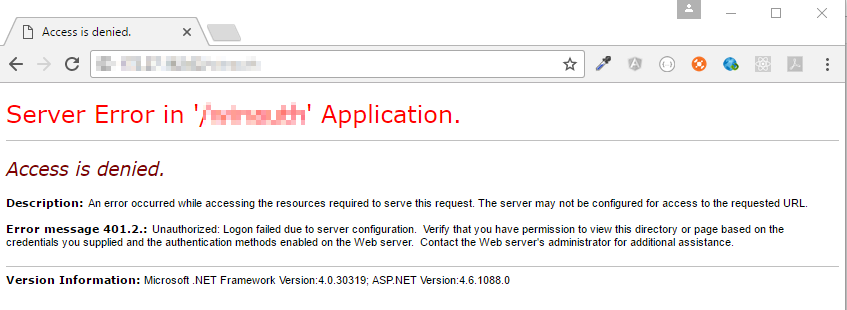 Access is denied.
Server Error in '/' Application.
Access is denied.
Description: An error occurred while accessing the resources required to serve this request. The server may not be configured for access to the requested URL.
Error message 401.2.: Unauthorized: Logon failed due to server configuration.  Verify that you have permission to view this directory or page based on the
credentials you supplied and the authentication methods enabled on the Web server.  Contact the Web server's administrator for additional assistance.
Version Information: Microsoft .NET Framework Version:4.0.30319; ASP.NET Version:4.6.1088.0